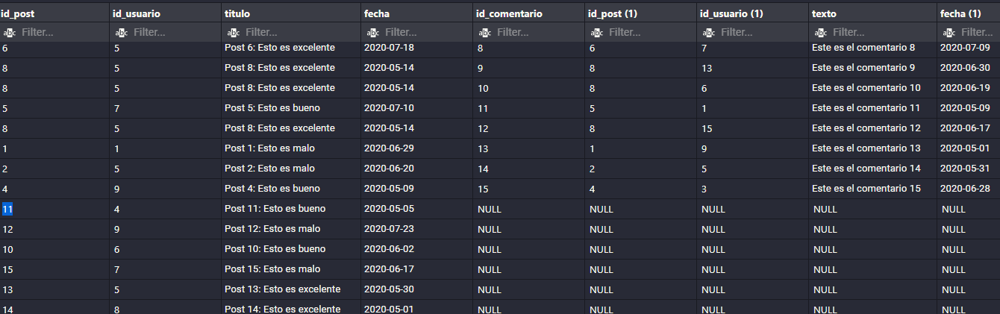 id_post id_usuario titulo fecha id_comentario id_post (1) id_usuario (1) texto fecha (1)
abc Filter... abc Filter... abc Filter... abc Filter... abc Filter... abc Filter... abc Filter... abc Filter... abc Filter...
6 5 Post 6: Esto es excelente 2020-07-18 8 6 7 Este es el comentario 8 2020-07-09
8 5 Post 8: Esto es excelente 2020-05-14 9 8 13 Este es el comentario 9 2020-06-30
8 5 Post 8: Esto es excelente 2020-05-14 10 8 6 Este es el comentario 10 2020-06-19
5 7 Post 5: Esto es bueno 2020-07-10 11 5 1 Este es el comentario 11 2020-05-09
8 5 Post 8: Esto es excelente 2020-05-14 12 8 15 Este es el comentario 12 2020-06-17
1 1 Post 1: Esto es malo 2020-06-29 13 1 9 Este es el comentario 13 2020-05-01
2 5 Post 2: Esto es malo 2020-06-20 14 2 5 Este es el comentario 14 2020-05-31
4 9 Post 4: Esto es bueno 2020-05-09 15 4 3 Este es el comentario 15 2020-06-28
11 4 Post 11: Esto es bueno 2020-05-05 NULL NULL NULL NULL NULL
12 9 Post 12: Esto es malo 2020-07-23 NULL NULL NULL NULL NULL
10 6 Post 10: Esto es bueno 2020-06-02 NULL NULL NULL NULL NULL
15 7 Post 15: Esto es malo 2020-06-17 NULL NULL NULL NULL NULL
13 5 Post 13: Esto es excelente 2020-05-30 NULL NULL NULL NULL NULL
14 8 Post 14: Esto es excelente 2020-05-01 NULL NULL NULL NULL NULL